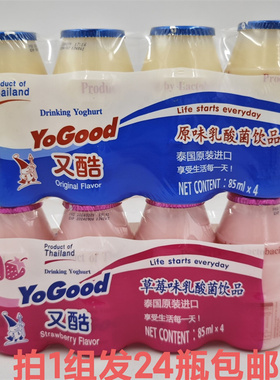 Product of
Thailand
Drinking Yoghurt
Life starts everyday
YoGood
又酷
Original Flavor
原味乳酸菌饮品
泰国原装进口
享受生活每一天!
NET CONTENT: 85ml x 4
Product of
Thailand
Drinking Yoghurt
Life starts everyday
YoGood
又酷
Strawberry Flavor
草莓味乳酸菌饮品
泰国原装进口
享受生活每一天!
NET CONTENT: 85ml x 4
拍1组发24瓶包邮